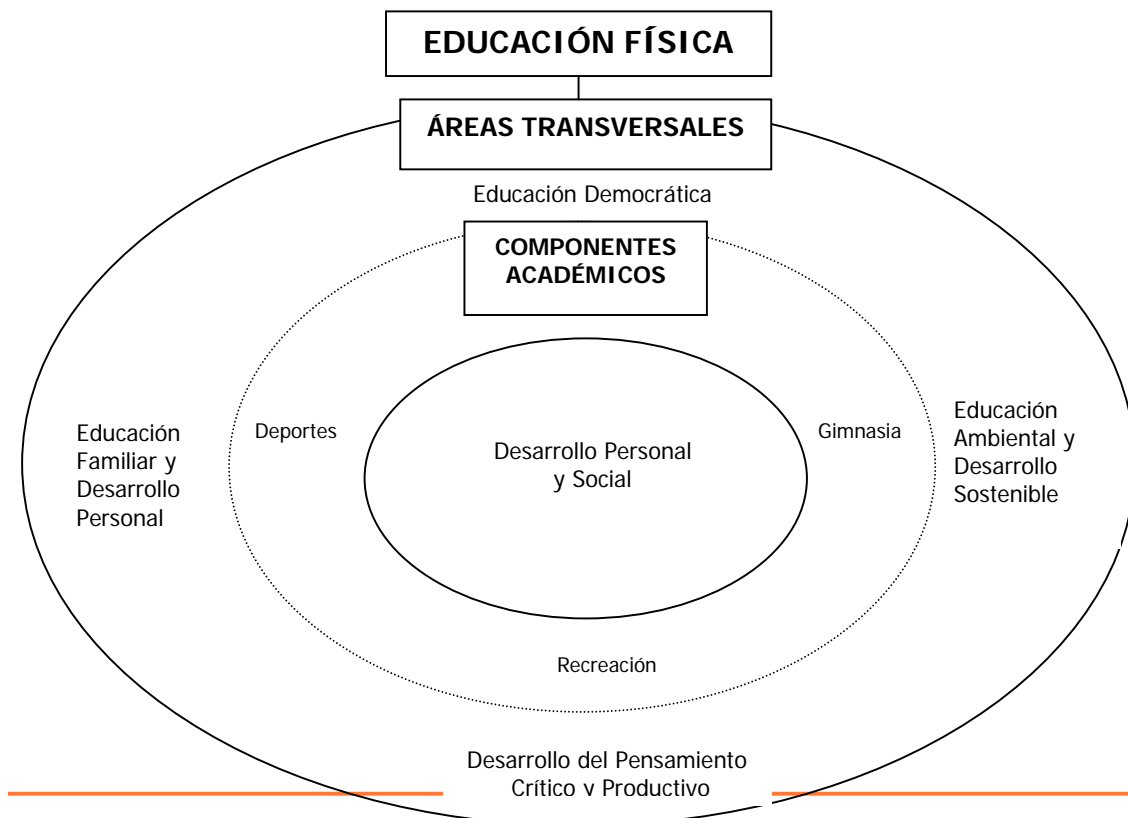 EDUCACIÓN FÍSICA
ÁREAS TRANSVERSALES
Educación Democrática
COMPONENTES
ACADÉMICOS
Educación
Familiar y
Desarrollo
Personal
Deportes
Desarrollo Personal
y Social
Gimnasia
Educación
Ambiental y
Desarrollo
Sostenible
Recreación
Desarrollo del Pensamiento
Crítico y Productivo